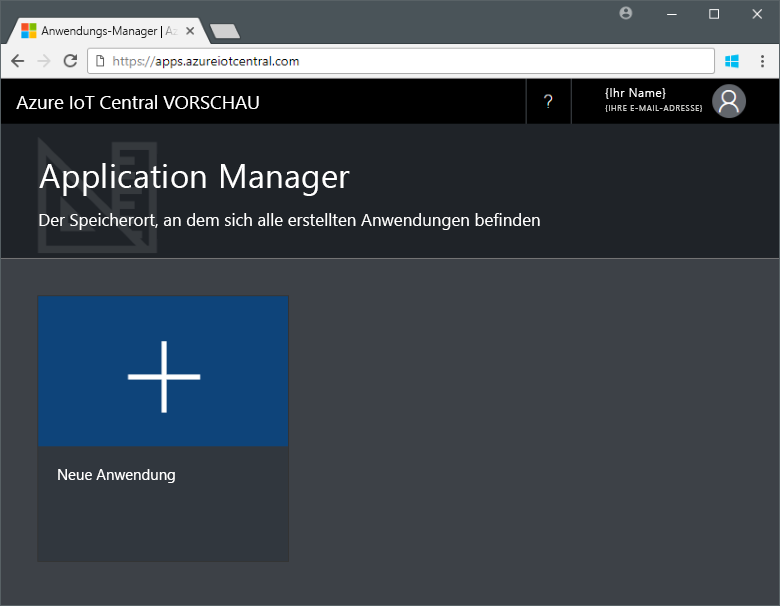 Anwendungs-Manager | Az
https://apps.azureiotcentral.com
Azure IoT Central VORSCHAU
?
{Ihr Name}
{IHRE E-MAIL-ADRESSE}
Application Manager
Der Speicherort, an dem sich alle erstellten Anwendungen befinden
Neue Anwendung